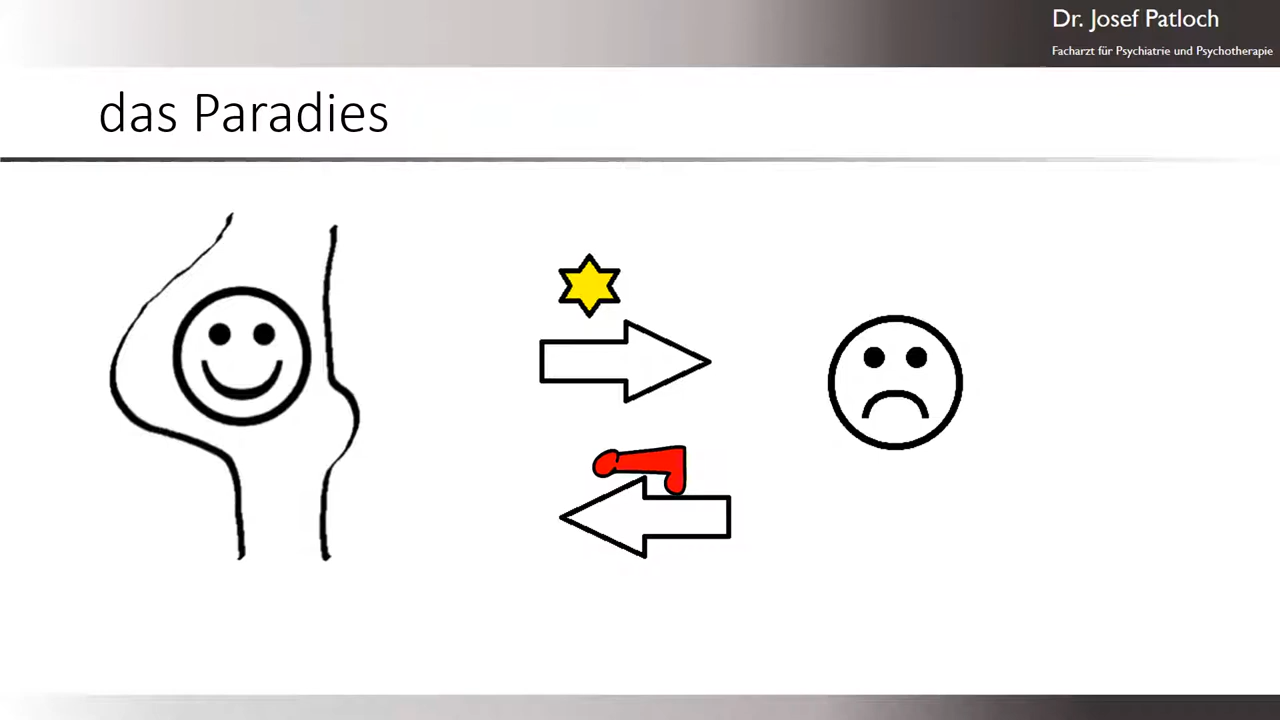 Dr. Josef Patloch
Facharzt für Psychiatrie und Psychotherapie
das Paradies